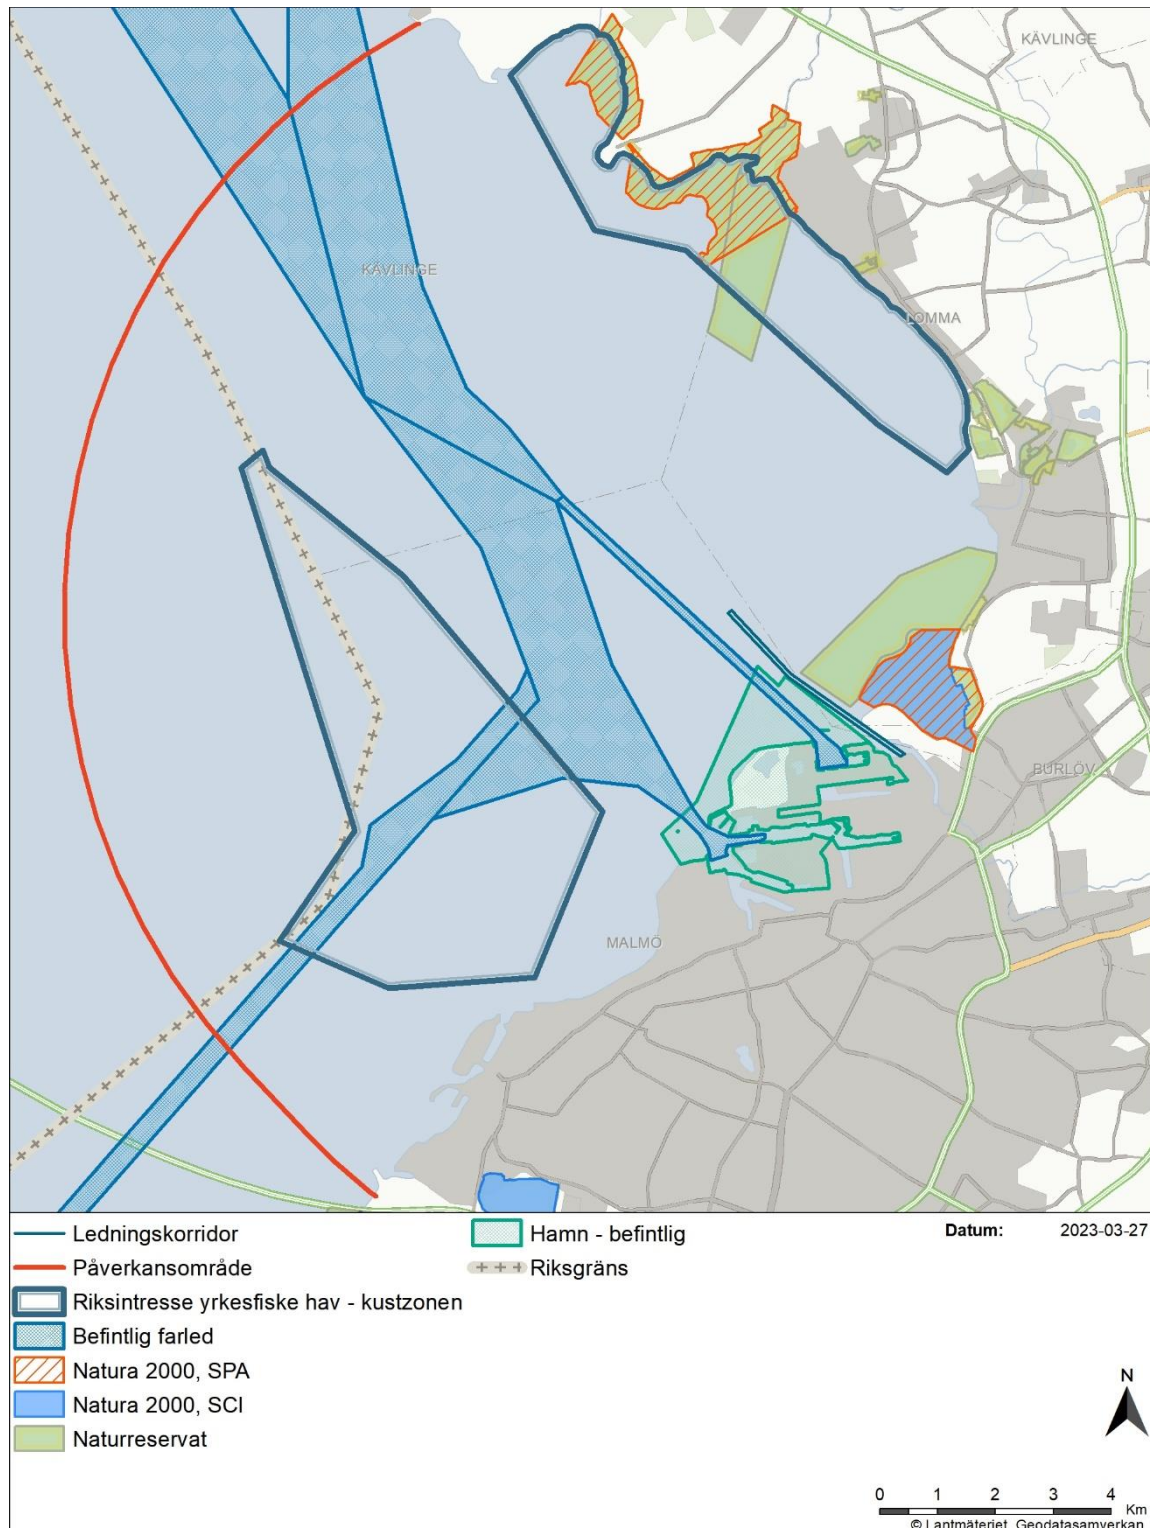 KÄVLINGE
KÄVLINGE
LOMMA
BURLÖV
MALMÖ
Ledningskorridor
Påverkansområde
Riksintresse yrkesfiske hav - kustzonen
Befintlig farled
Natura 2000, SPA
Natura 2000, SCI
Naturreservat
Hamn - befintlig
Riksgräns
Datum: 2023-03-27
N
0 1 2 3 4
Km
© Lantmäteriet, Geodatasamverkan